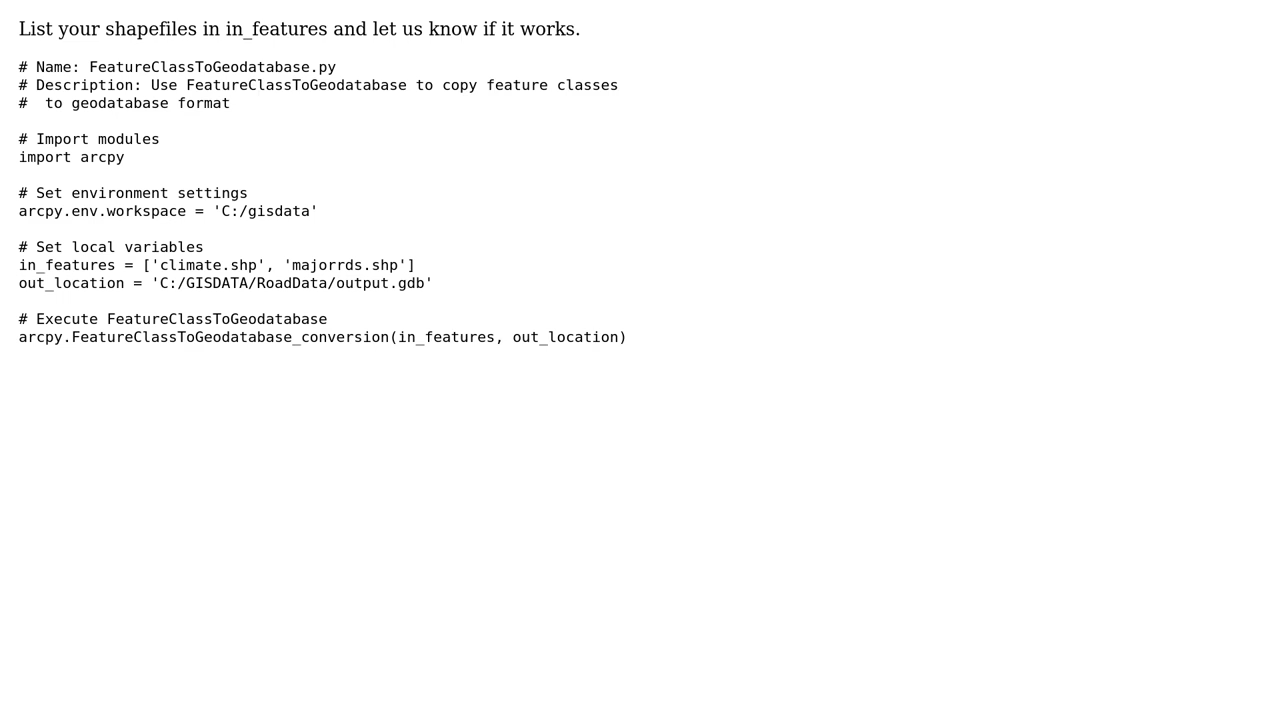 List your shapefiles in in_features and let us know if it works.
# Name: FeatureClassToGeodatabase.py
# Description: Use FeatureClassToGeodatabase to copy feature classes
#  to geodatabase format
# Import modules
import arcpy
# Set environment settings
arcpy.env.workspace = 'C:/gisdata'
# Set local variables
in_features = ['climate.shp', 'majorrds.shp']
out_location = 'C:/GISDATA/RoadData/output.gdb'
# Execute FeatureClassToGeodatabase
arcpy.FeatureClassToGeodatabase_conversion(in_features, out_location)